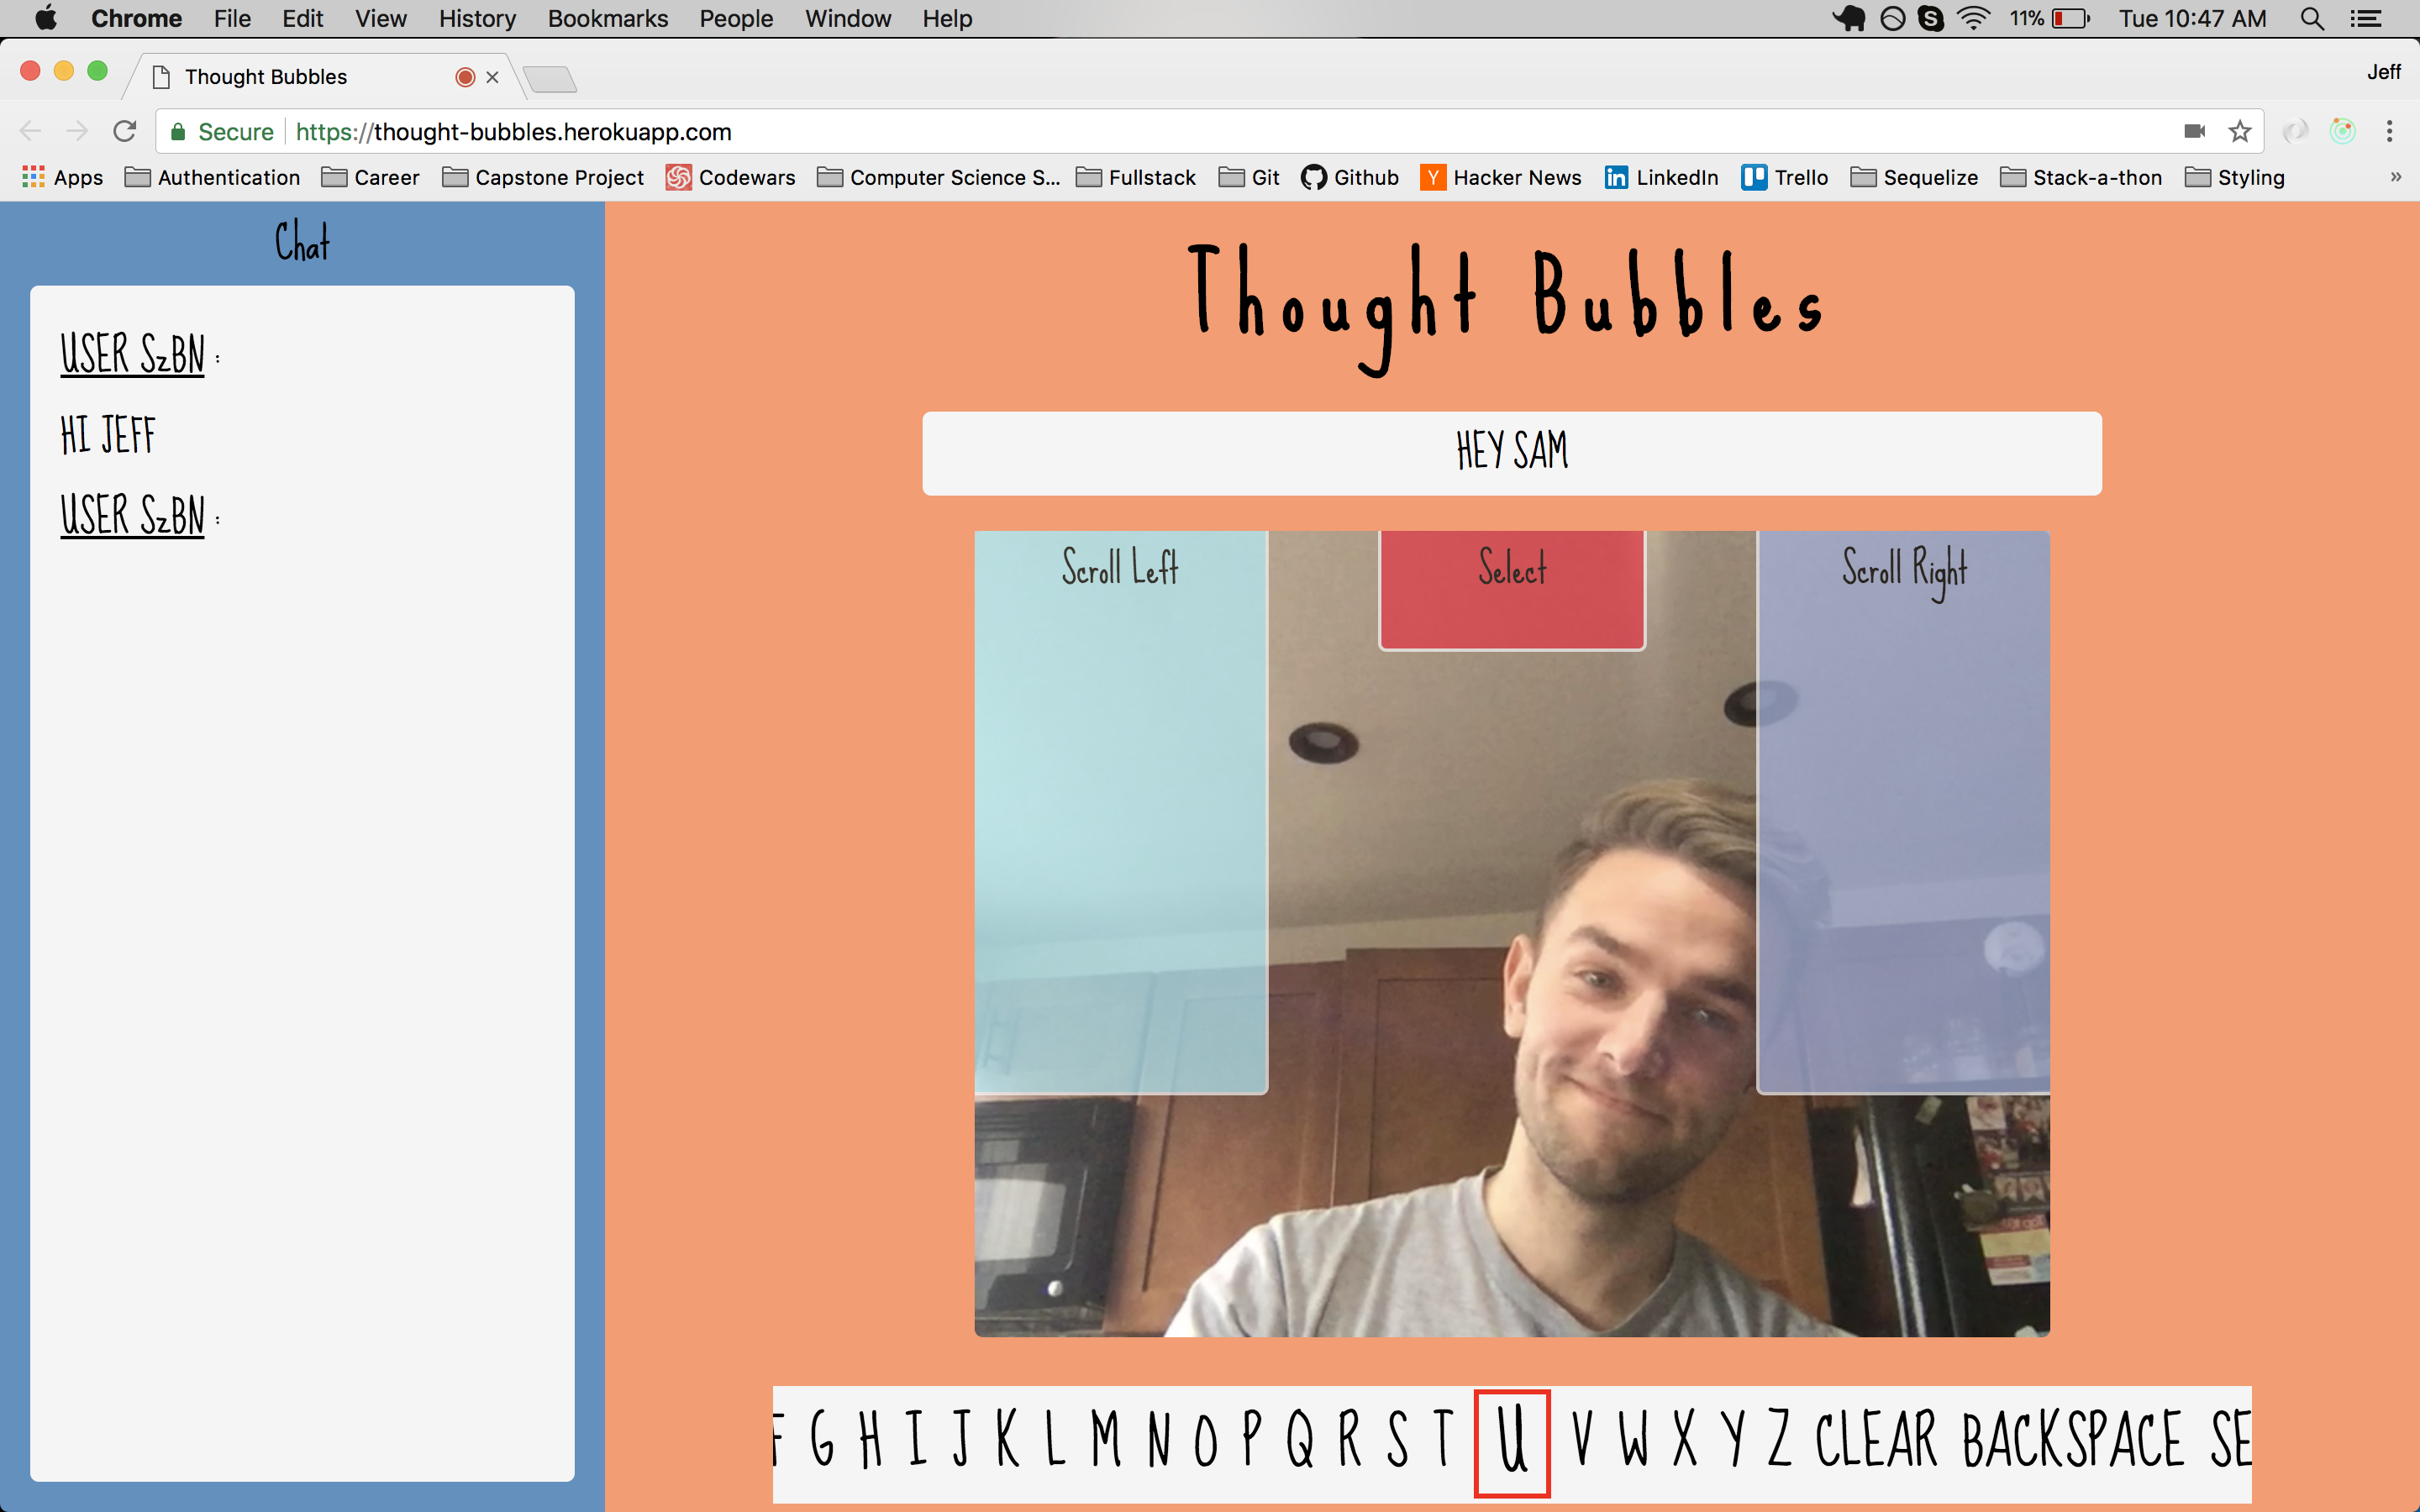 Chrome File Edit View History Bookmarks People Window Help 11% Tue 10:47 AM
Thought Bubbles Jeff
Secure https://thought-bubbles.herokuapp.com
Apps Authentication Career Capstone Project Codewars Computer Science S... Fullstack Git Github Y Hacker News in LinkedIn Trello Sequelize Stack-a-thon Styling »
Chat
USER SzBN :
HI JEFF
USER SzBN :
Thought Bubbles
HEY SAM
Scroll Left Select Scroll Right
F G H I J K L M N O P Q R S T U V W X Y Z CLEAR BACKSPACE SE